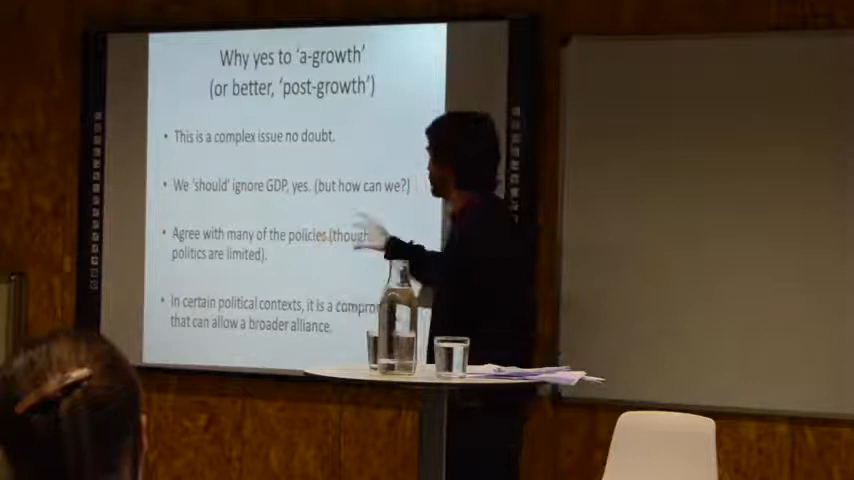 Why yes to 'a-growth'
(or better, 'post-growth')
• This is a complex issue no doubt.
• We 'should' ignore GDP, yes. (but how can we?)
• Agree with many of the policies (though
politics are limited).
• In certain political contexts, it is a
that can allow a broader alliance.